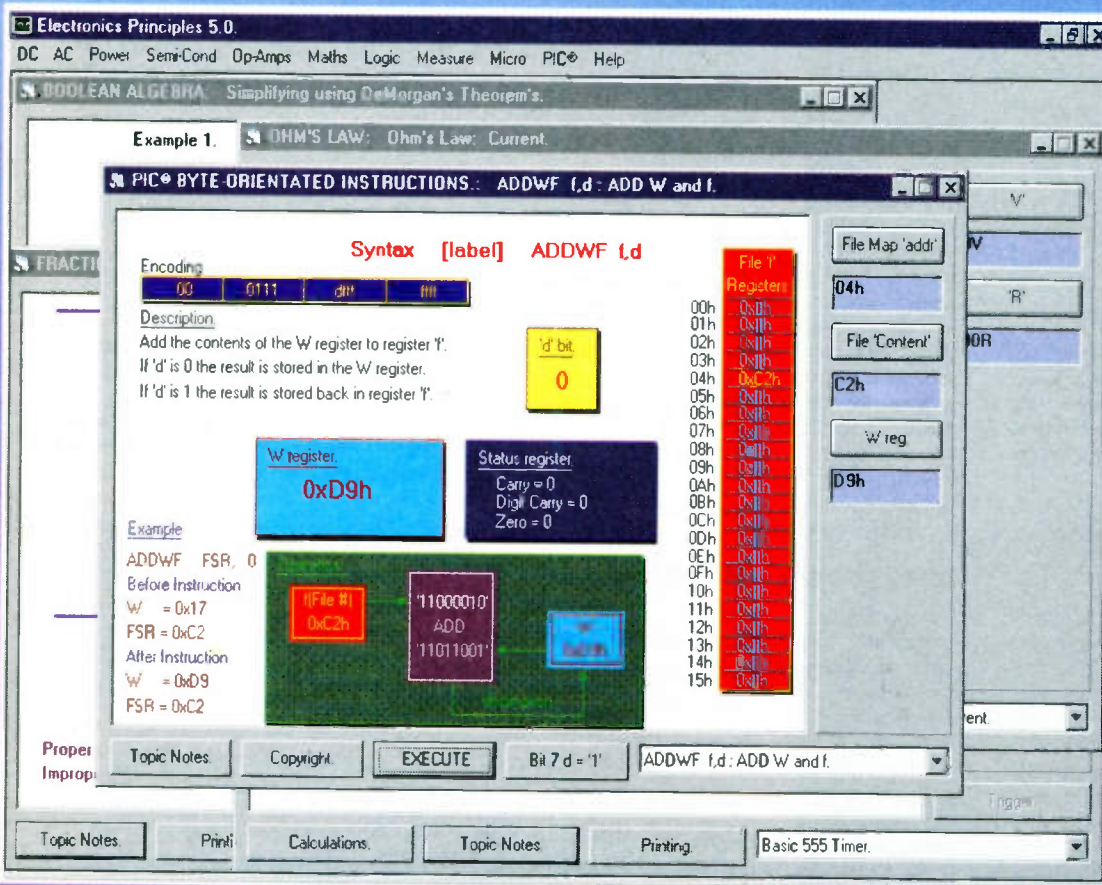 Electronics Principles 5.0.
DC AC Power Semi-Cond Op-Amps Maths Logic Measure Micro PIC® Help
BOOLEAN ALGEBRA: Simplifying using DeMorgan's Theorem's.
Example 1.
OHM'S LAW: Ohm's Law: Current.
PIC® BYTE-ORIENTATED INSTRUCTIONS.: ADDWF f,d : ADD W and f.
'V'
'R'
Syntax [label] ADDWF f,d
Encoding
00 0111 dfff ffff
Description
Add the contents of the W register to register 'f'.
If 'd' is 0 the result is stored in the W register.
If 'd' is 1 the result is stored back in register 'f'.
'd' bit.
0
W register.
0xD9h
Status register
Carry = 0
Digit Carry = 0
Zero = 0
Example
ADDWF FSR, 0
Before Instruction
W = 0x17
FSR = 0xC2
After Instruction
W = 0xD9
FSR = 0xC2
f(File #)
0xC2h
'11000010'
ADD
'11011001'
File 'f'
Registers
00h
01h
02h
03h
04h 0xC2h
05h
06h
07h
08h
09h
0Ah
0Bh
0Ch
0Dh
0Eh
0Fh
10h
11h
12h
13h
14h
15h
File Map 'addr'
04h
File 'Content'
C2h
W reg
D9h
Topic Notes. Copyright. EXECUTE Bit 7 d = '1' ADDWF f,d : ADD W and f.
Proper
Trigger
Topic Notes. Calculations. Topic Notes Printing. Basic 555 Timer.